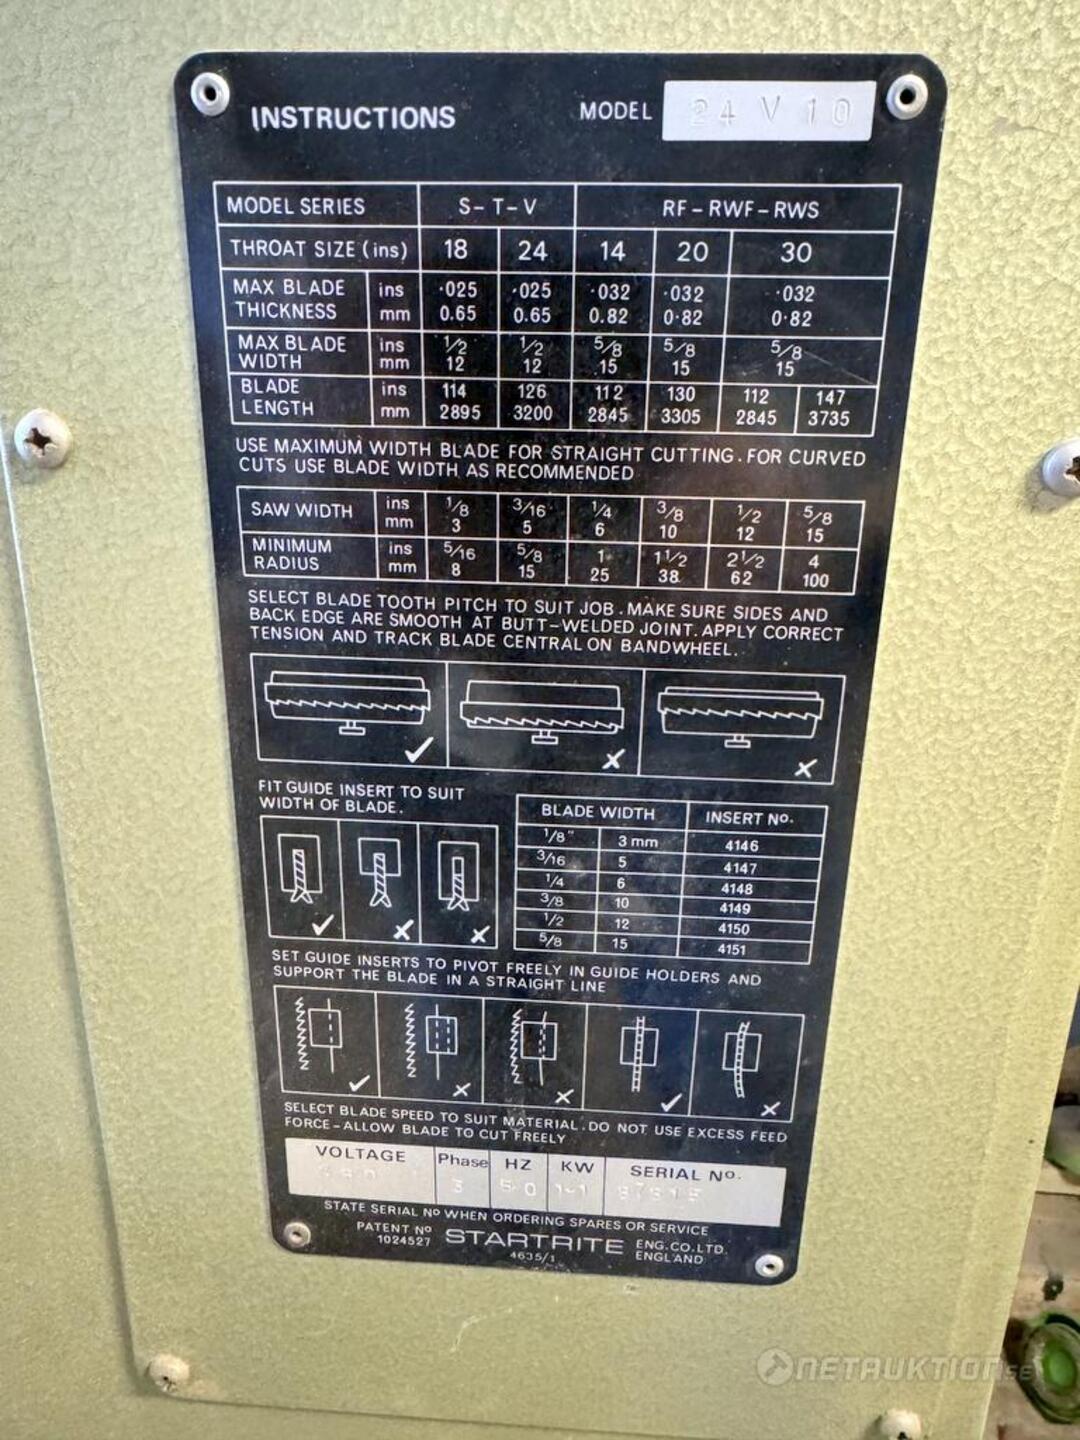 INSTRUCTIONS MODEL 24 V 10
MODEL SERIES S-T-V RF-RWF-RWS
THROAT SIZE (ins) 18 24 14 20 30
MAX BLADE THICKNESS ins ·025 ·025 ·032 ·032 ·032
mm 0.65 0.65 0.82 0·82 0·82
MAX BLADE WIDTH ins 1/2 1/2 5/8 5/8 5/8
mm 12 12 15 15 15
BLADE LENGTH ins 114 126 112 130 112 147
mm 2895 3200 2845 3305 2845 3735
USE MAXIMUM WIDTH BLADE FOR STRAIGHT CUTTING. FOR CURVED
CUTS USE BLADE WIDTH AS RECOMMENDED
SAW WIDTH ins 1/8 3/16 1/4 3/8 1/2 5/8
mm 3 5 6 10 12 15
MINIMUM RADIUS ins 5/16 5/8 1 1 1/2 2 1/2 4
mm 8 15 25 38 62 100
SELECT BLADE TOOTH PITCH TO SUIT JOB. MAKE SURE SIDES AND
BACK EDGE ARE SMOOTH AT BUTT-WELDED JOINT. APPLY CORRECT
TENSION AND TRACK BLADE CENTRAL ON BANDWHEEL.
FIT GUIDE INSERT TO SUIT
WIDTH OF BLADE.
BLADE WIDTH INSERT No.
1/8" 3mm 4146
3/16 5 4147
1/4 6 4148
3/8 10 4149
1/2 12 4150
5/8 15 4151
SET GUIDE INSERTS TO PIVOT FREELY IN GUIDE HOLDERS AND
SUPPORT THE BLADE IN A STRAIGHT LINE
SELECT BLADE SPEED TO SUIT MATERIAL. DO NOT USE EXCESS FEED
FORCE-ALLOW BLADE TO CUT FREELY
VOLTAGE Phase HZ KW SERIAL No.
3 50 1·1
STATE SERIAL No WHEN ORDERING SPARES OR SERVICE
PATENT No
1024527
STARTRITE
ENG.CO.LTD.
ENGLAND
4635/1
NETAUKTION.SE